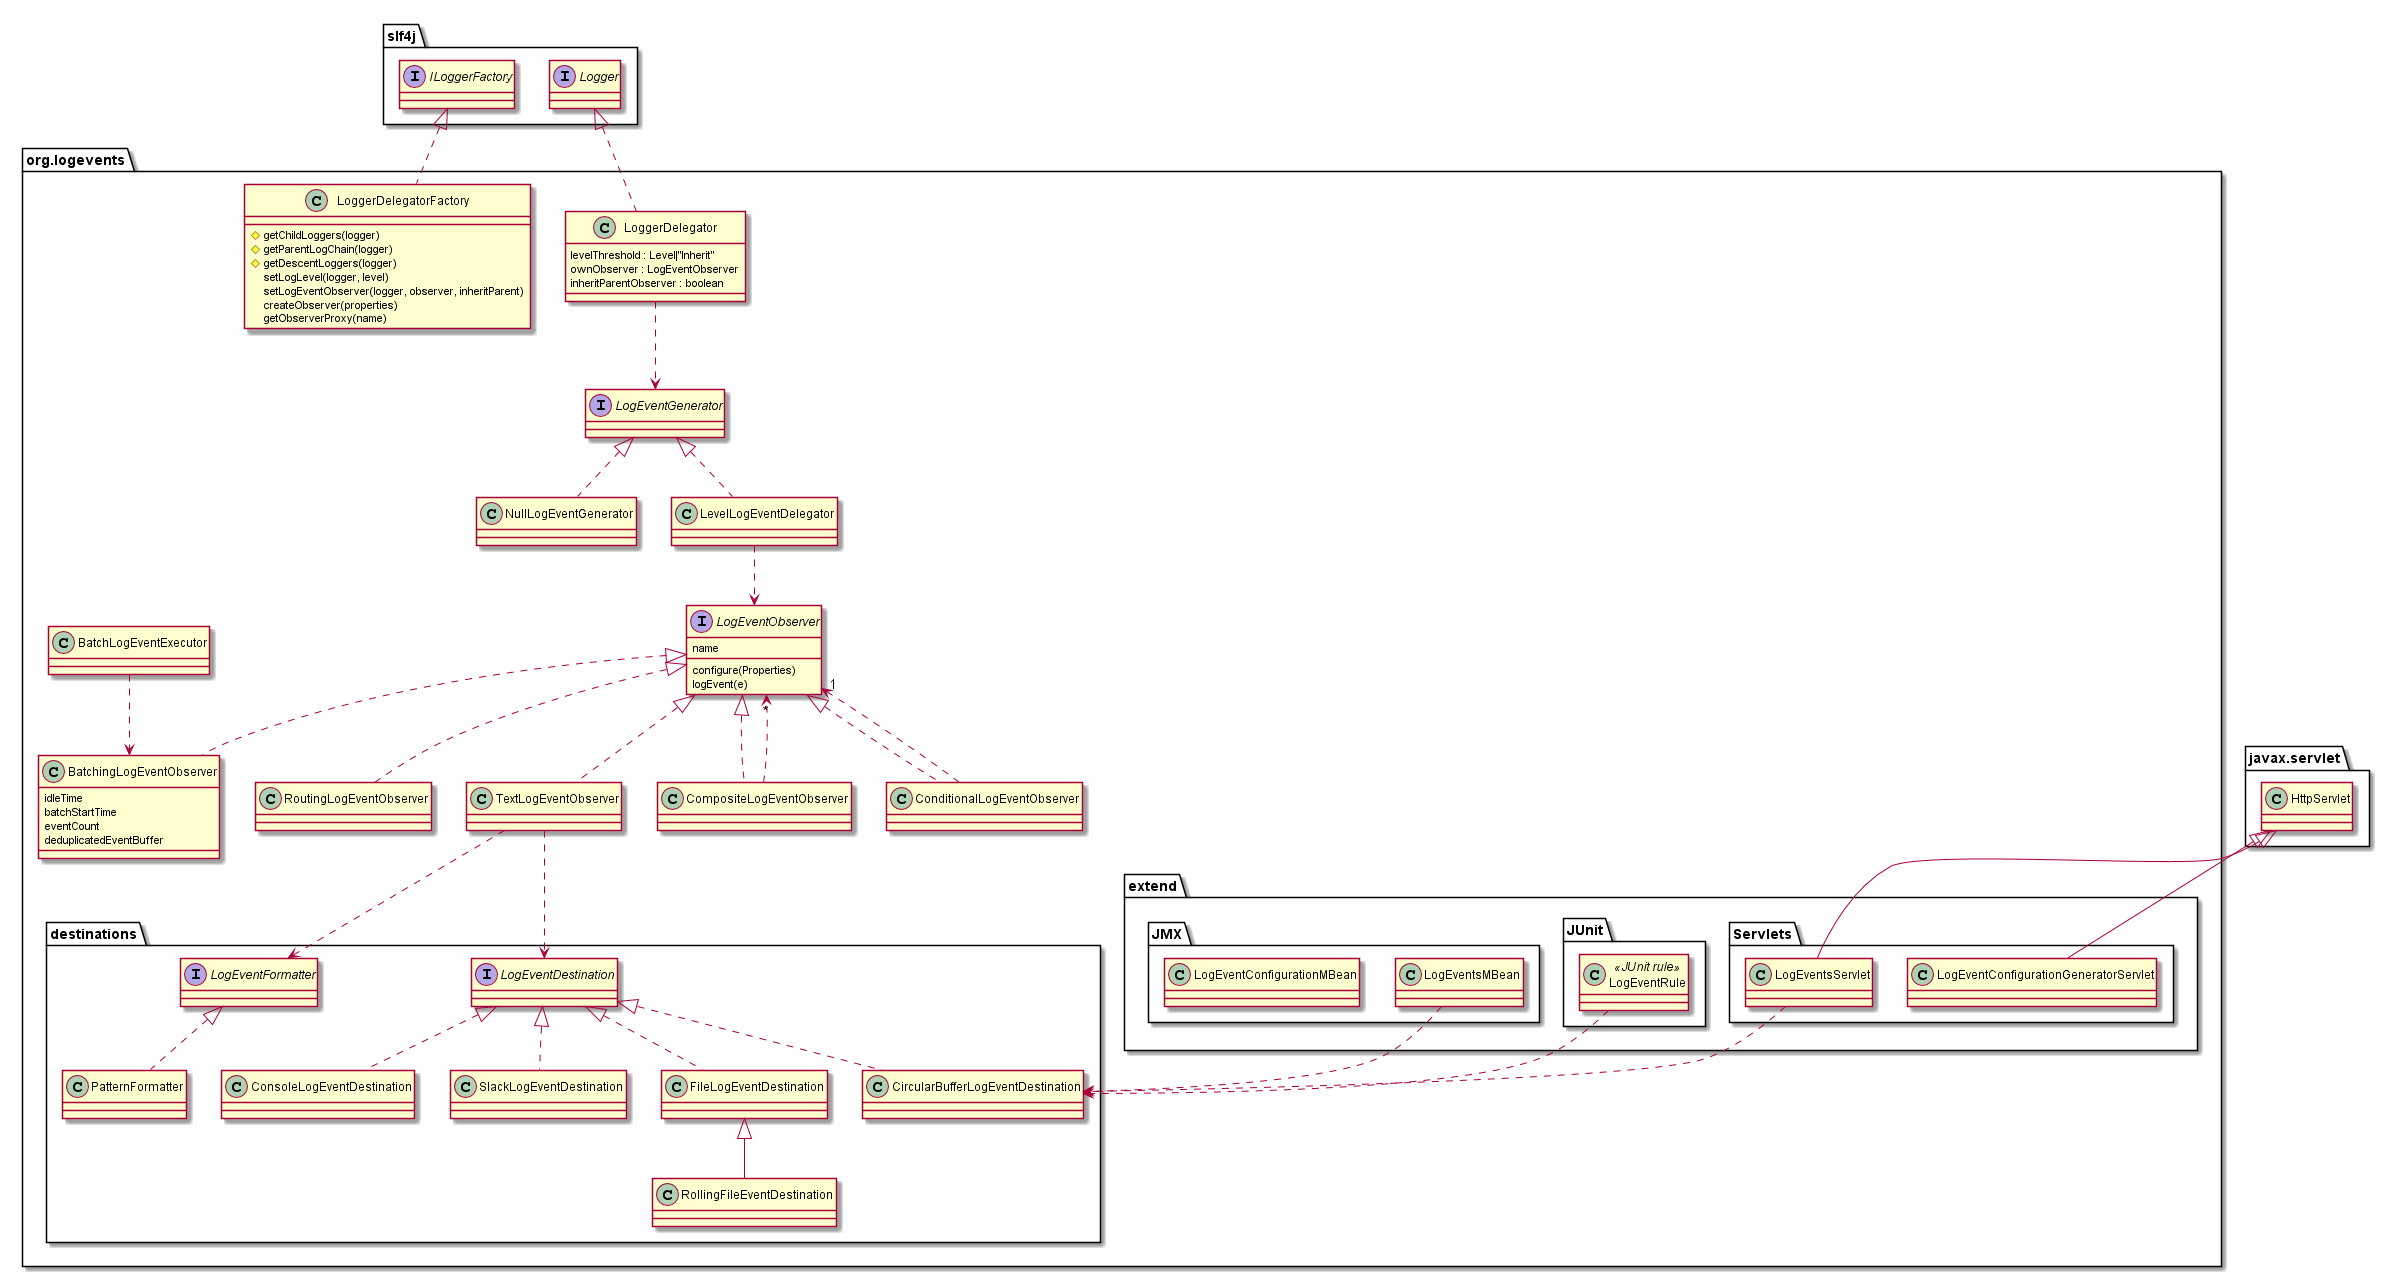 slf4j
I ILoggerFactory
I Logger
org.logevents
C LoggerDelegatorFactory
getChildLoggers(logger)
getParentLogChain(logger)
getDescentLoggers(logger)
setLogLevel(logger, level)
setLogEventObserver(logger, observer, inheritParent)
createObserver(properties)
getObserverProxy(name)
C LoggerDelegator
levelThreshold : Level|"Inherit"
ownObserver : LogEventObserver
inheritParentObserver : boolean
I LogEventGenerator
C NullLogEventGenerator
C LevelLogEventDelegator
I LogEventObserver
name
configure(Properties)
logEvent(e)
1
*
C BatchLogEventExecutor
C BatchingLogEventObserver
idleTime
batchStartTime
eventCount
deduplicatedEventBuffer
C RoutingLogEventObserver
C TextLogEventObserver
C CompositeLogEventObserver
C ConditionalLogEventObserver
javax.servlet
C HttpServlet
extend
JMX
C LogEventConfigurationMBean
C LogEventsMBean
JUnit
C «JUnit rule»
LogEventRule
Servlets
C LogEventsServlet
C LogEventConfigurationGeneratorServlet
destinations
I LogEventFormatter
I LogEventDestination
C PatternFormatter
C ConsoleLogEventDestination
C SlackLogEventDestination
C FileLogEventDestination
C CircularBufferLogEventDestination
C RollingFileEventDestination